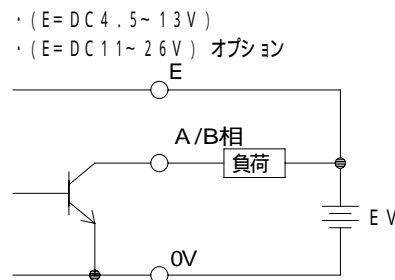 ・(E=DC4.5~13V)
・(E=DC11~26V) オプション
E
A/B相
負荷
EV
0V